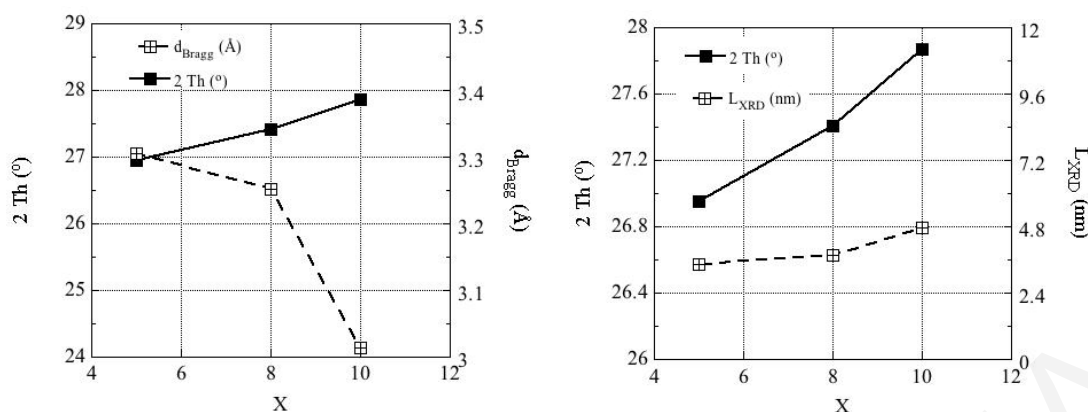 29
28
27
26
25
24
2 Th (º)
d_Bragg (Å)
2 Th (º)
3.5
3.4
3.3
3.2
3.1
3
d_Bragg (Å)
4 6 8 10 12
X
28
27.6
27.2
26.8
26.4
26
2 Th (º)
2 Th (º)
L_XRD (nm)
12
9.6
7.2
4.8
2.4
0
L_XRD (nm)
4 6 8 10 12
X